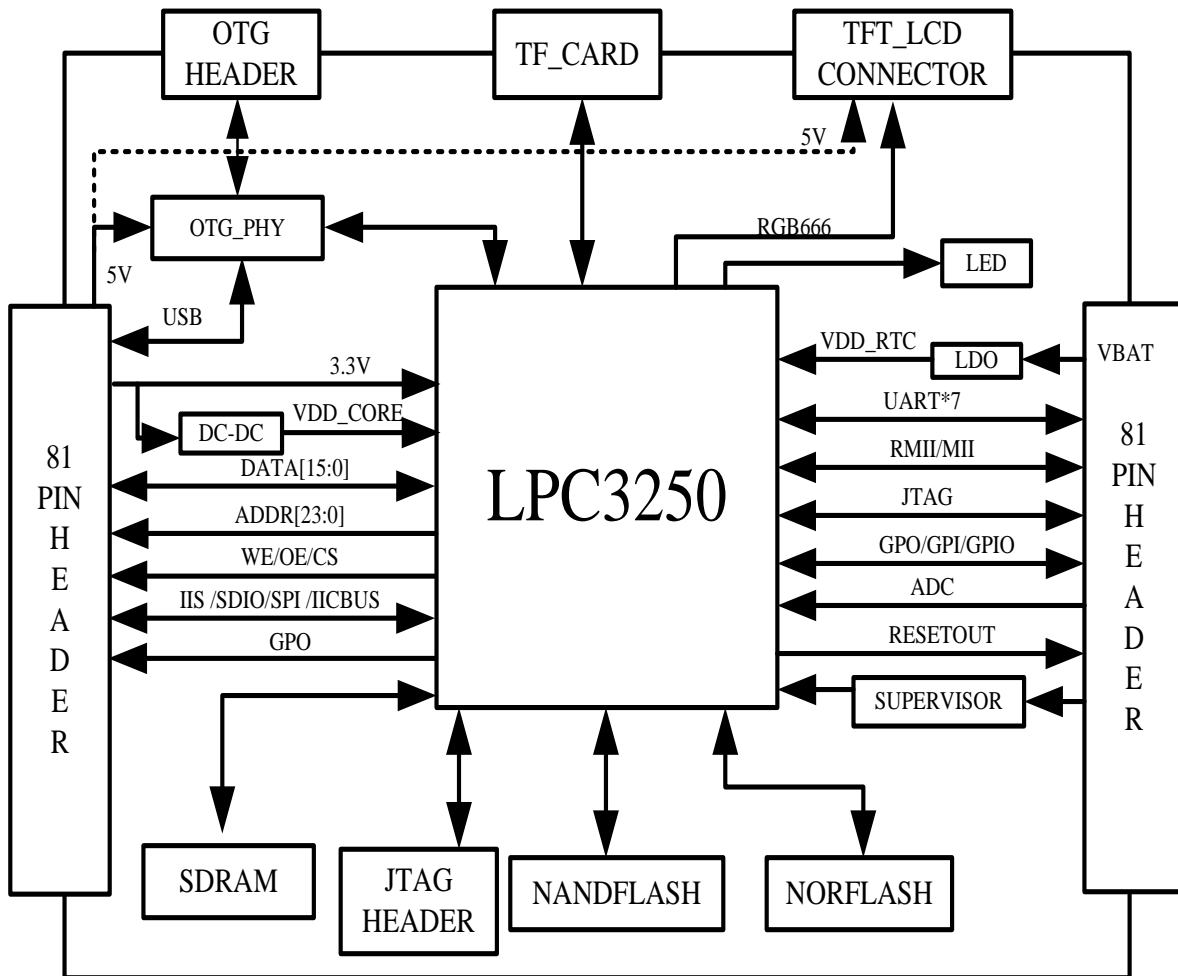 OTG
HEADER
TF_CARD
TFT_LCD
CONNECTOR
5V
OTG_PHY
RGB666
LED
5V
USB
3.3V
VDD_CORE
DC-DC
DATA[15:0]
ADDR[23:0]
WE/OE/CS
IIS /SDIO/SPI /IICBUS
GPO
81
PIN
H
E
A
D
E
R
LPC3250
VDD_RTC
LDO
VBAT
UART*7
RMII/MII
JTAG
GPO/GPI/GPIO
ADC
RESETOUT
SUPERVISOR
81
PIN
H
E
A
D
E
R
SDRAM
JTAG
HEADER
NANDFLASH
NORFLASH